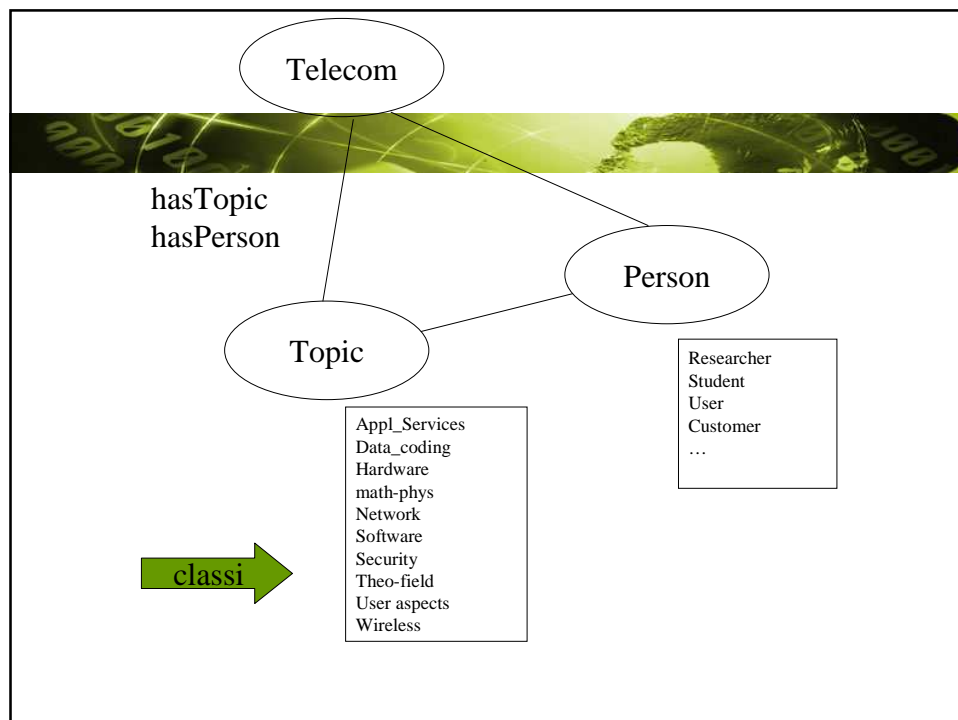 Telecom
hasTopic
hasPerson
Person
Topic
Researcher
Student
User
Customer
…
Appl_Services
Data_coding
Hardware
math-phys
Network
Software
Security
Theo-field
User aspects
Wireless
classi